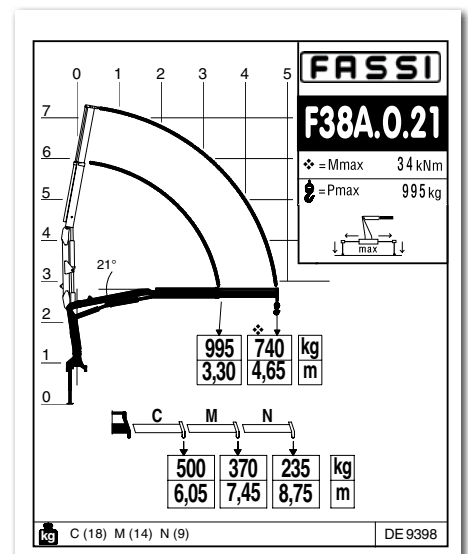 0 1 2 3 4 5
FASSI
F38A.0.21
= Mmax 34 kNm
= Pmax 995 kg
max
7
6
5
4
3
2
1
0
21°
995 740 kg
3,30 4,65 m
C M N
500 370 235 kg
6,05 7,45 8,75 m
kg C (18) M (14) N (9) DE 9398